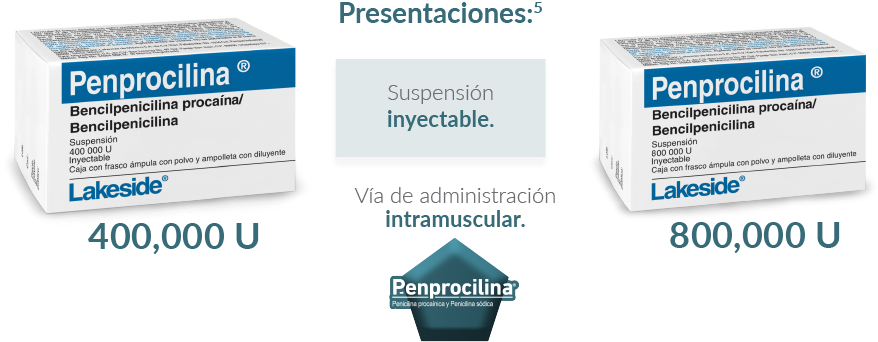 Presentaciones:5
Penprocilina ®
Bencilpenicilina procaína/
Bencilpenicilina
Suspensión
400 000 U
Inyectable
Caja con frasco ámpula con polvo y ampolleta con diluyente
Lakeside®
400,000 U
Suspensión
inyectable.
Vía de administración
intramuscular.
Penprocilina®
Penicilina procaínica y Penicilina sódica
Penprocilina ®
Bencilpenicilina procaína/
Bencilpenicilina
Suspensión
800 000 U
Inyectable
Caja con frasco ámpula con polvo y ampolleta con diluyente
Lakeside®
800,000 U